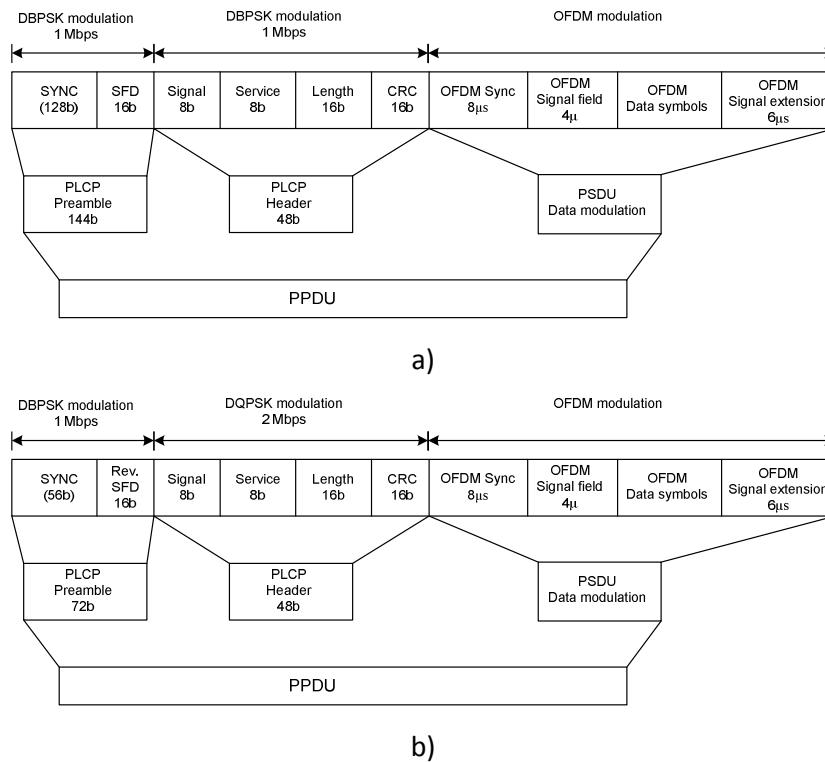 DBPSK modulation
1 Mbps
DBPSK modulation
1 Mbps
OFDM modulation
SYNC
(128b)
SFD
16b
Signal
8b
Service
8b
Length
16b
CRC
16b
OFDM Sync
8μs
OFDM
Signal field
4μ
OFDM
Data symbols
OFDM
Signal extension
6μs
PLCP
Preamble
144b
PLCP
Header
48b
PSDU
Data modulation
PPDU
a)
DBPSK modulation
1 Mbps
DQPSK modulation
2 Mbps
OFDM modulation
SYNC
(56b)
Rev.
SFD
16b
Signal
8b
Service
8b
Length
16b
CRC
16b
OFDM Sync
8μs
OFDM
Signal field
4μ
OFDM
Data symbols
OFDM
Signal extension
6μs
PLCP
Preamble
72b
PLCP
Header
48b
PSDU
Data modulation
PPDU
b)